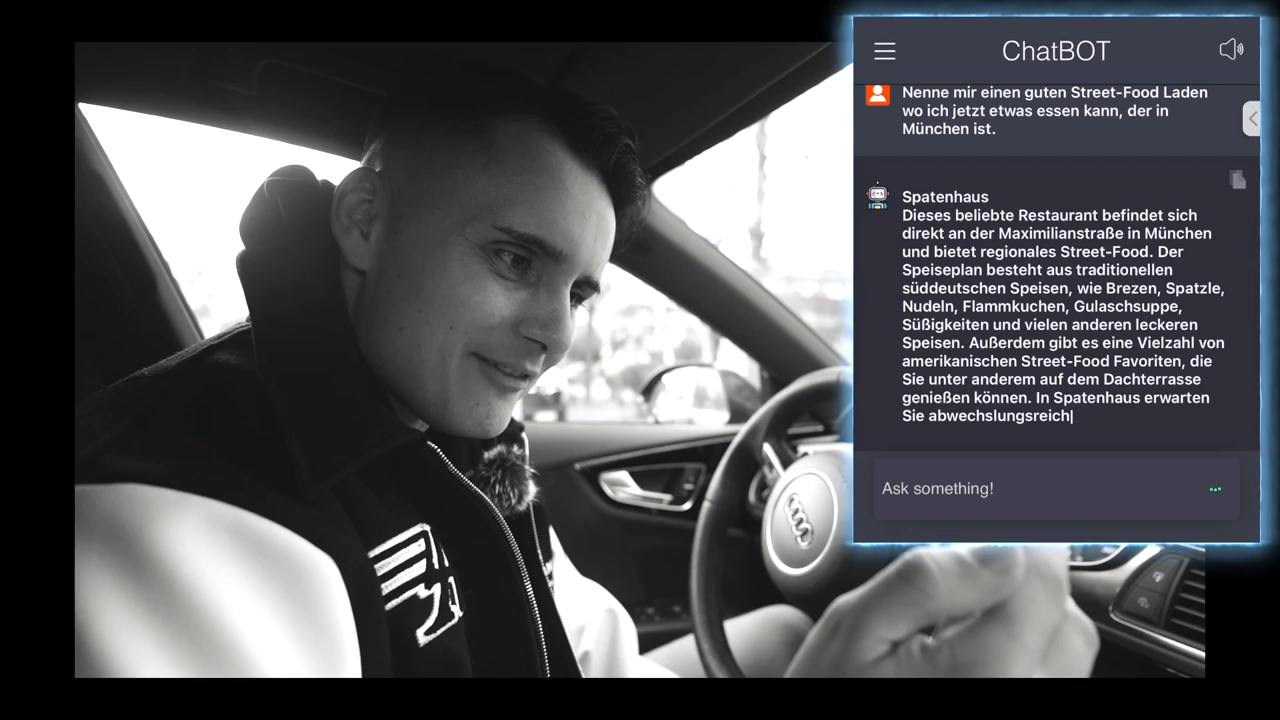 ChatBOT
Nenne mir einen guten Street-Food Laden
wo ich jetzt etwas essen kann, der in
München ist.
Spatenhaus
Dieses beliebte Restaurant befindet sich
direkt an der Maximilianstraße in München
und bietet regionales Street-Food. Der
Speiseplan besteht aus traditionellen
süddeutschen Speisen, wie Brezen, Spatzle,
Nudeln, Flammkuchen, Gulaschsuppe,
Süßigkeiten und vielen anderen leckeren
Speisen. Außerdem gibt es eine Vielzahl von
amerikanischen Street-Food Favoriten, die
Sie unter anderem auf dem Dachterrasse
genießen können. In Spatenhaus erwarten
Sie abwechslungsreich
Ask something!